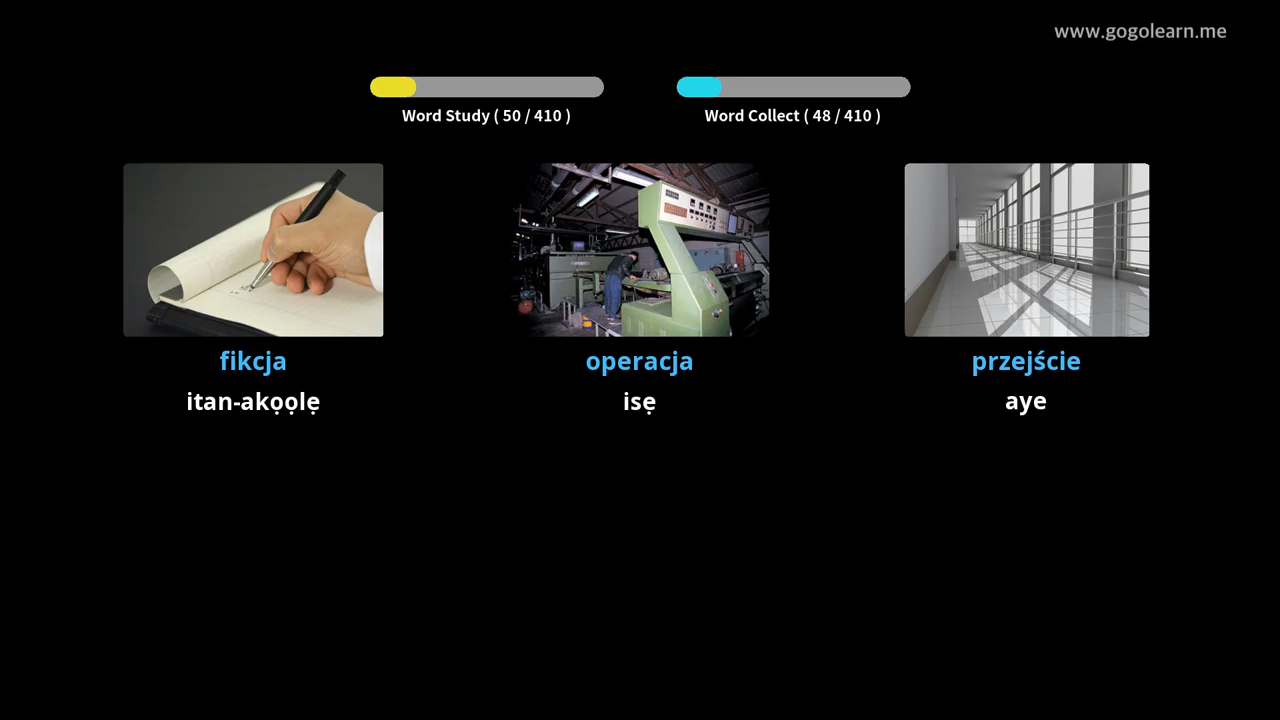 www.gogolearn.me
Word Study ( 50 / 410 )
Word Collect ( 48 / 410 )
fikcja
itan-akọọlẹ
operacja
isẹ
przejście
aye